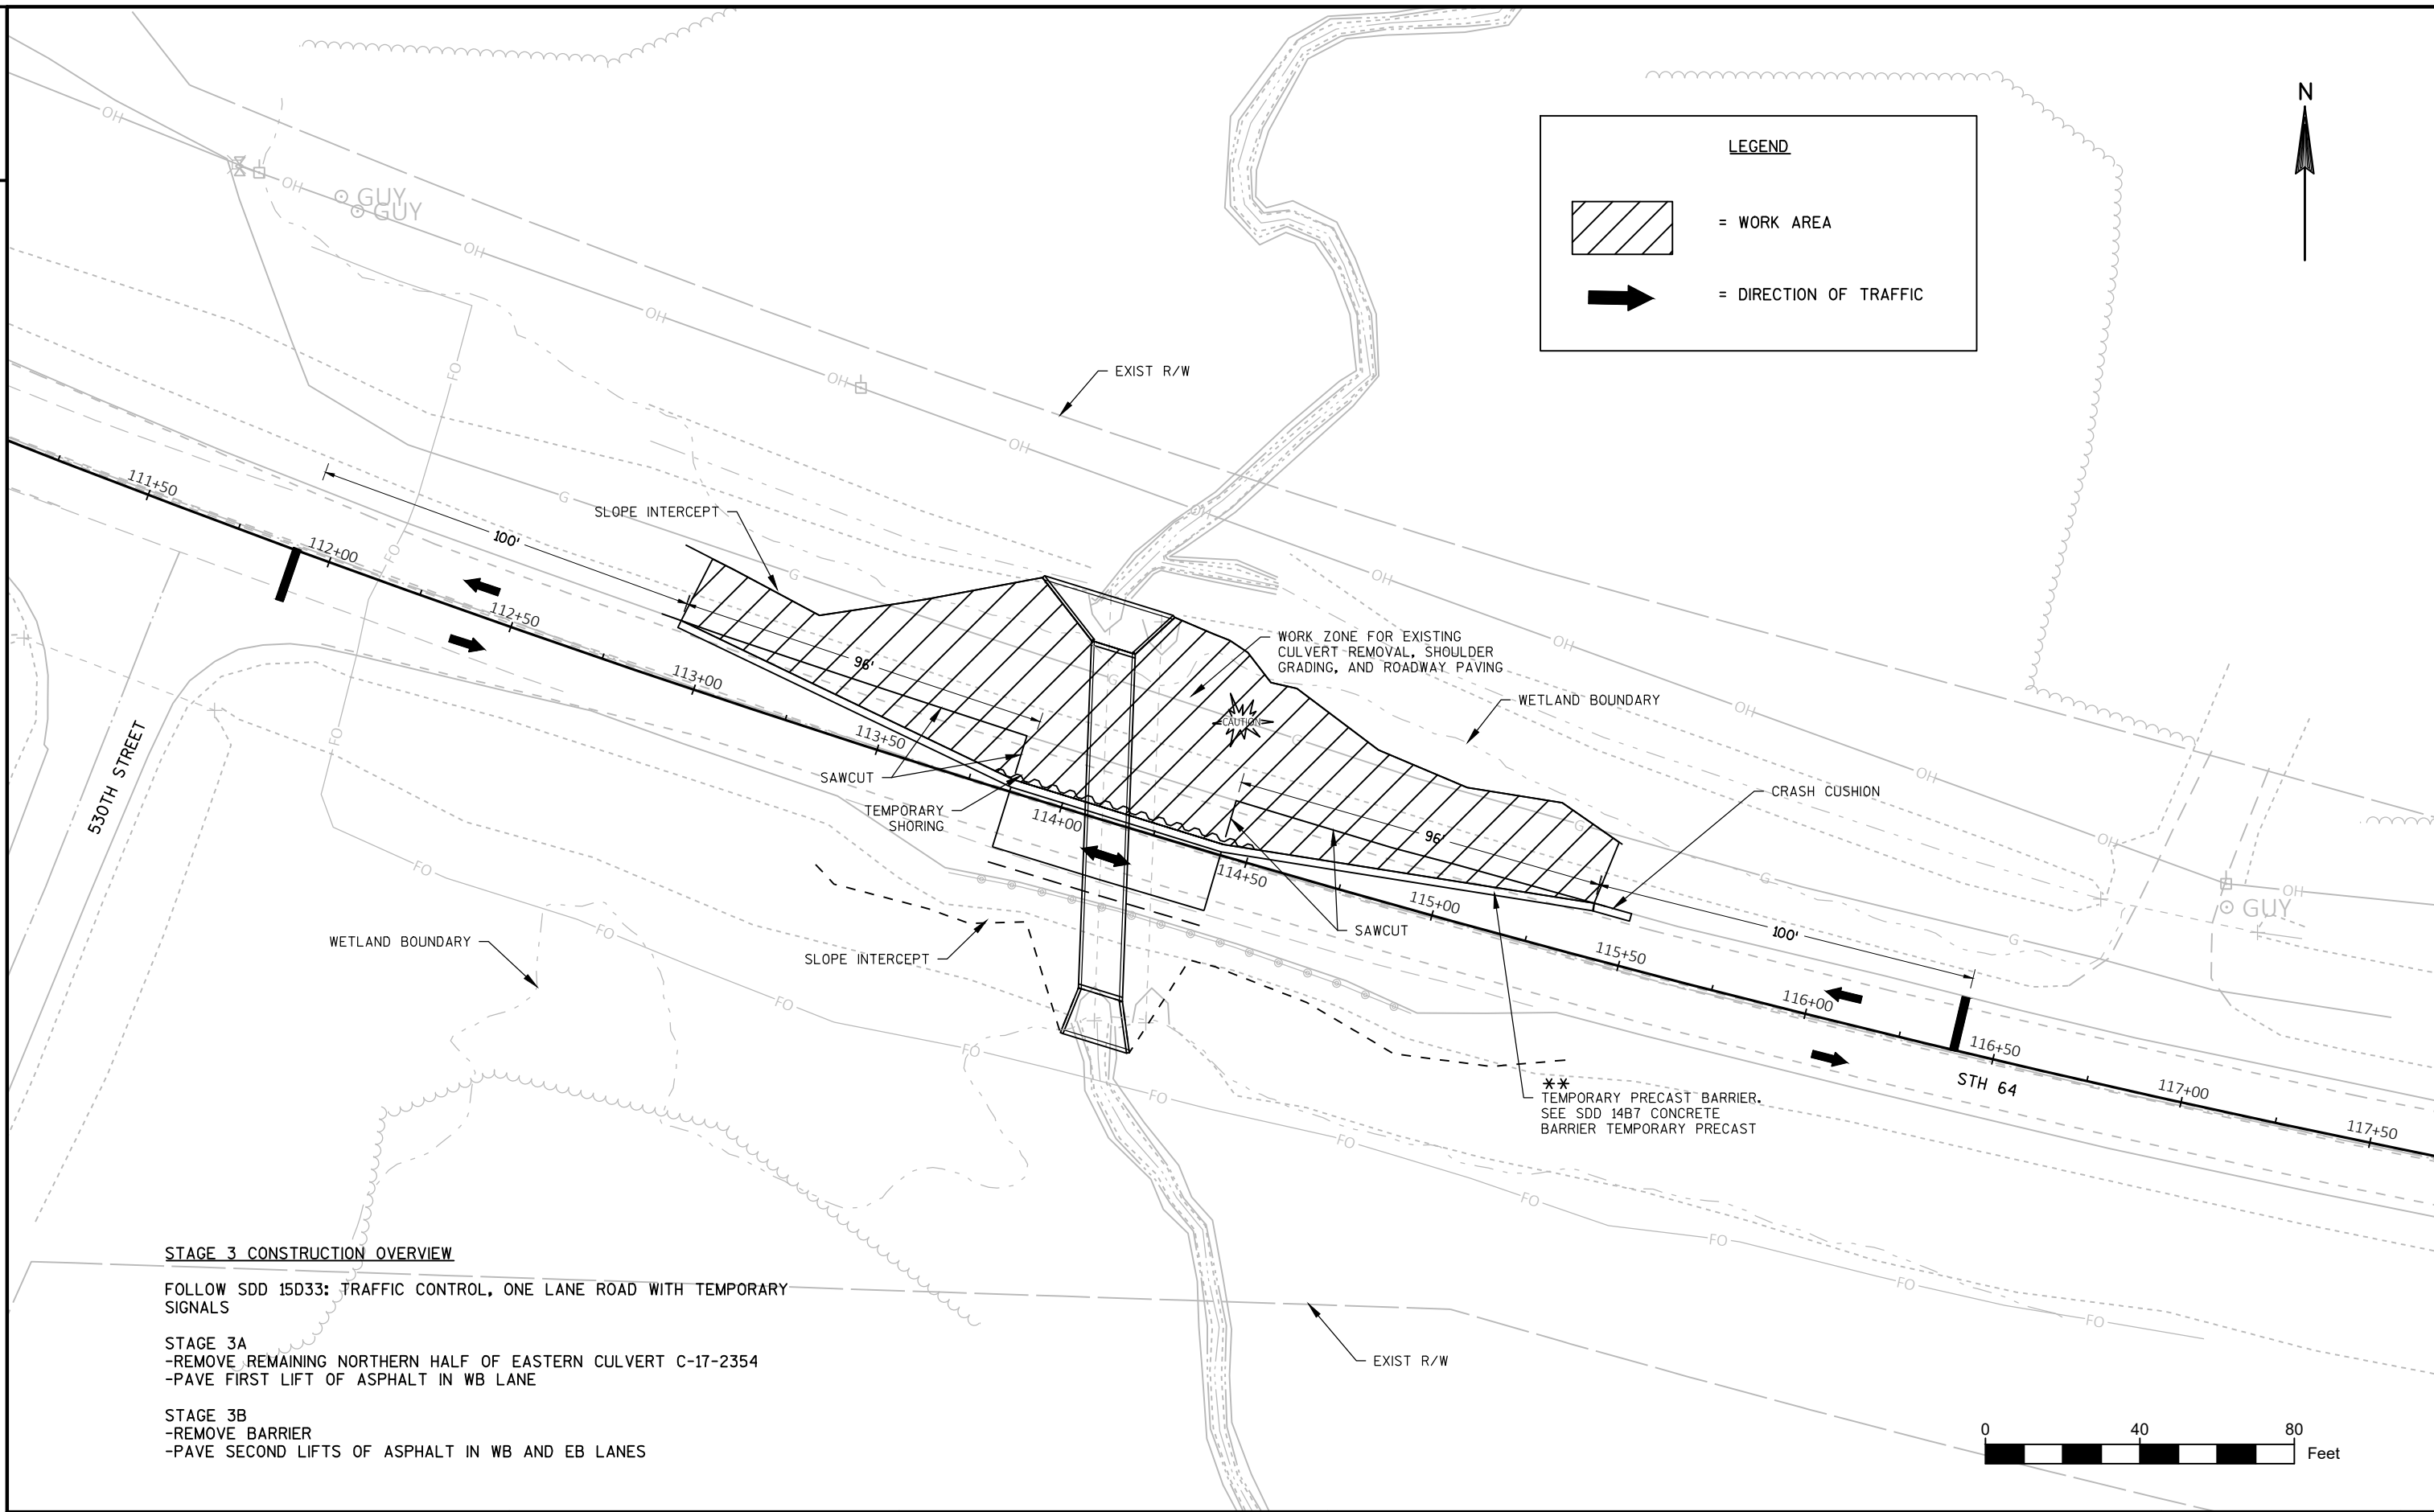 N
LEGEND
= WORK AREA
= DIRECTION OF TRAFFIC
OH
OH
GUY
GUY
OH
OH
OH
OH
OH
OH
OH
OH
OH
OH
OH
GUY
EXIST R/W
FO
FO
FO
FO
FO
FO
FO
FO
FO
FO
FO
FO
FO
G
G
G
G
G
G
G
111+50
112+00
112+50
113+00
113+50
114+00
114+50
115+00
115+50
116+00
116+50
117+00
117+50
100'
SLOPE INTERCEPT
96'
WORK ZONE FOR EXISTING
CULVERT REMOVAL, SHOULDER
GRADING, AND ROADWAY PAVING
CAUTION
WETLAND BOUNDARY
530TH STREET
SAWCUT
TEMPORARY
SHORING
CRASH CUSHION
96'
SAWCUT
100'
WETLAND BOUNDARY
SLOPE INTERCEPT
STH 64
**
TEMPORARY PRECAST BARRIER.
SEE SDD 14B7 CONCRETE
BARRIER TEMPORARY PRECAST
STAGE 3 CONSTRUCTION OVERVIEW
FOLLOW SDD 15D33: TRAFFIC CONTROL, ONE LANE ROAD WITH TEMPORARY
SIGNALS
STAGE 3A
-REMOVE REMAINING NORTHERN HALF OF EASTERN CULVERT C-17-2354
-PAVE FIRST LIFT OF ASPHALT IN WB LANE
STAGE 3B
-REMOVE BARRIER
-PAVE SECOND LIFTS OF ASPHALT IN WB AND EB LANES
EXIST R/W
0 40 80
Feet